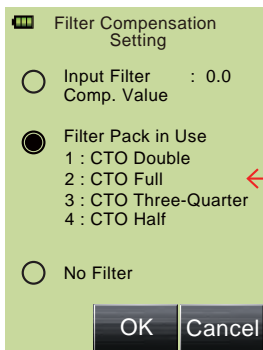 Filter Compensation
Setting
Input Filter : 0.0
Comp. Value
Filter Pack in Use
1 : CTO Double
2 : CTO Full
3 : CTO Three-Quarter
4 : CTO Half
No Filter
OK Cancel